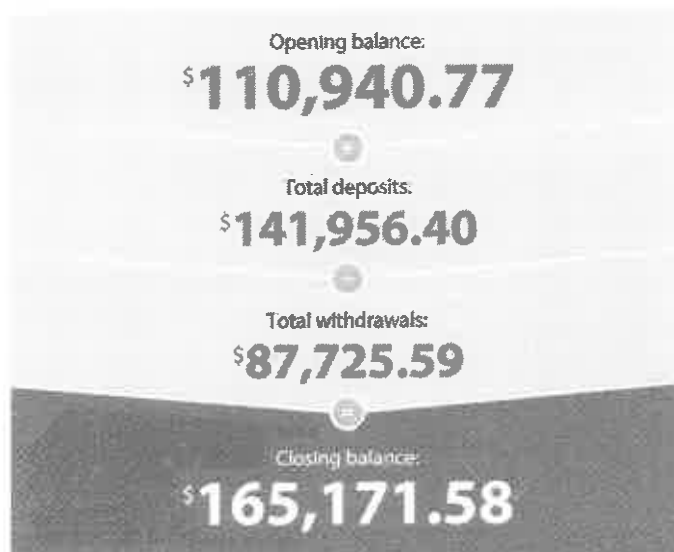 Opening balance:
$110,940.77
+
Total deposits:
$141,956.40
−
Total withdrawals:
$87,725.59
=
Closing balance:
$165,171.58